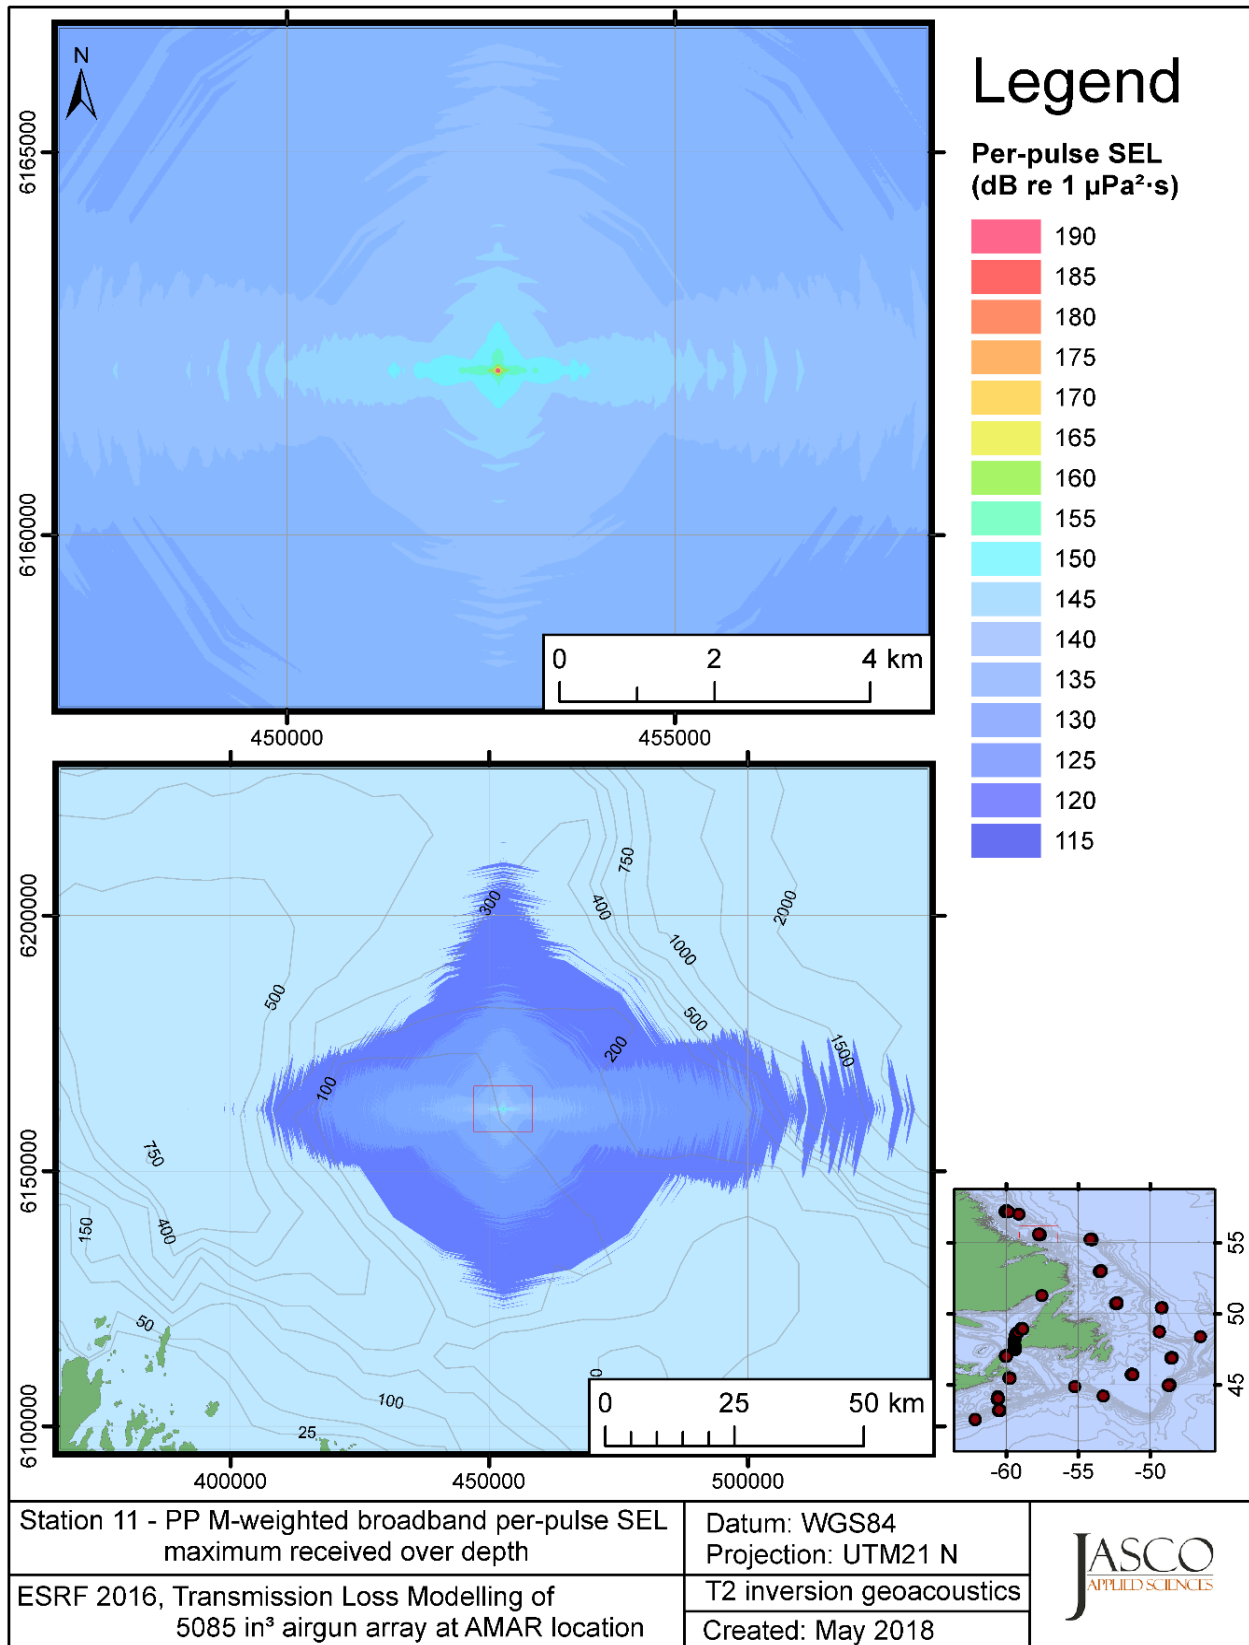 N
6165000
6160000
0 2 4 km
450000 455000
Legend
Per-pulse SEL
(dB re 1 µPa²·s)
190
185
180
175
170
165
160
155
150
145
140
135
130
125
120
115
6200000
6150000
6100000
300
750
400
2000
1000
500
500
200
1500
100
750
400
150
50
100
25
0
0 25 50 km
400000 450000 500000
55
50
45
-60 -55 -50
Station 11 - PP M-weighted broadband per-pulse SEL
maximum received over depth
ESRF 2016, Transmission Loss Modelling of
5085 in³ airgun array at AMAR location
Datum: WGS84
Projection: UTM21 N
T2 inversion geoacoustics
Created: May 2018
JASCO
APPLIED SCIENCES